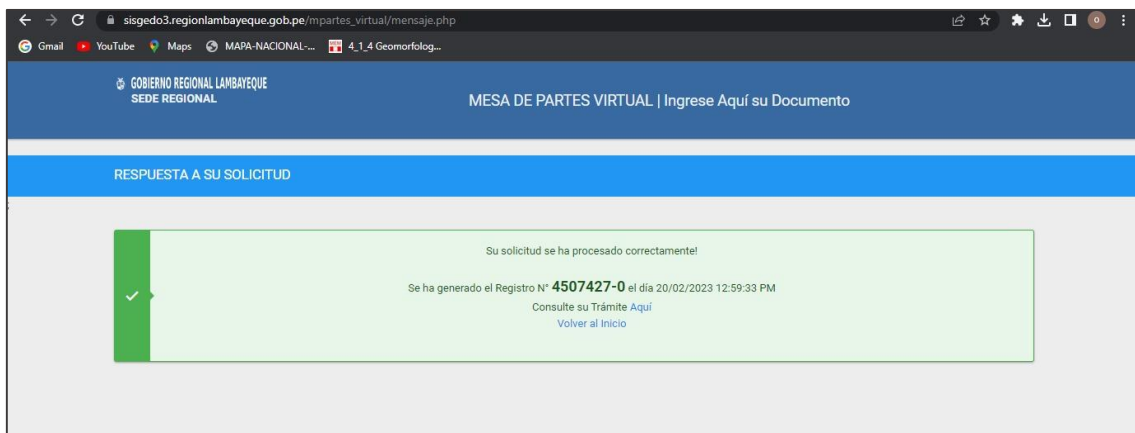 sisgedo3.regionlambayeque.gob.pe/mpartes_virtual/mensaje.php
Gmail YouTube Maps MAPA-NACIONAL-... 4_1_4 Geomorfolog...
GOBIERNO REGIONAL LAMBAYEQUE
SEDE REGIONAL
MESA DE PARTES VIRTUAL | Ingrese Aquí su Documento
RESPUESTA A SU SOLICITUD
Su solicitud se ha procesado correctamente!
Se ha generado el Registro N° 4507427-0 el día 20/02/2023 12:59:33 PM
Consulte su Trámite Aquí
Volver al Inicio